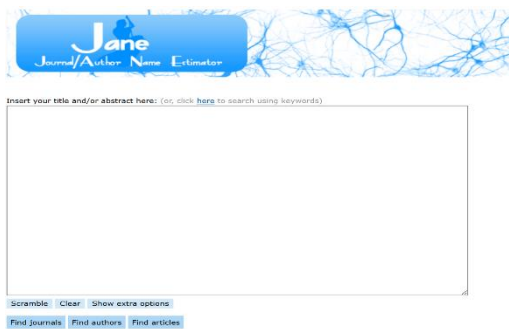 Jane
Journal/Author Name Estimator
Insert your title and/or abstract here: (or, click here to search using keywords)
Scramble Clear Show extra options
Find journals Find authors Find articles